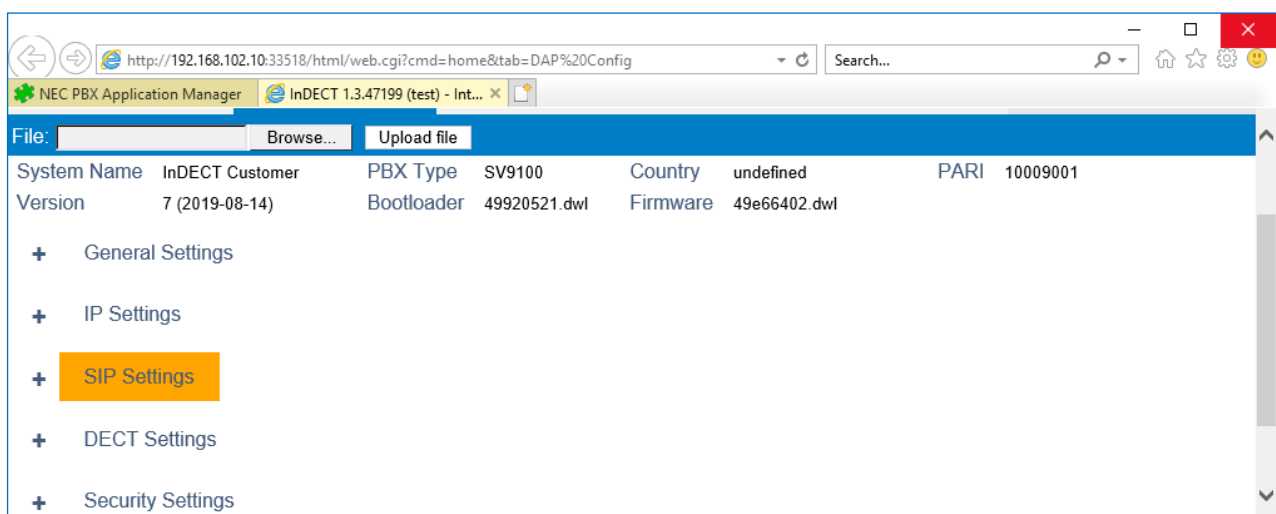 http://192.168.102.10:33518/html/web.cgi?cmd=home&tab=DAP%20Config Search...
NEC PBX Application Manager InDECT 1.3.47199 (test) - Int...
File: Browse... Upload file
System Name InDECT Customer PBX Type SV9100 Country undefined PARI 10009001
Version 7 (2019-08-14) Bootloader 49920521.dwl Firmware 49e66402.dwl
+ General Settings
+ IP Settings
+ SIP Settings
+ DECT Settings
+ Security Settings